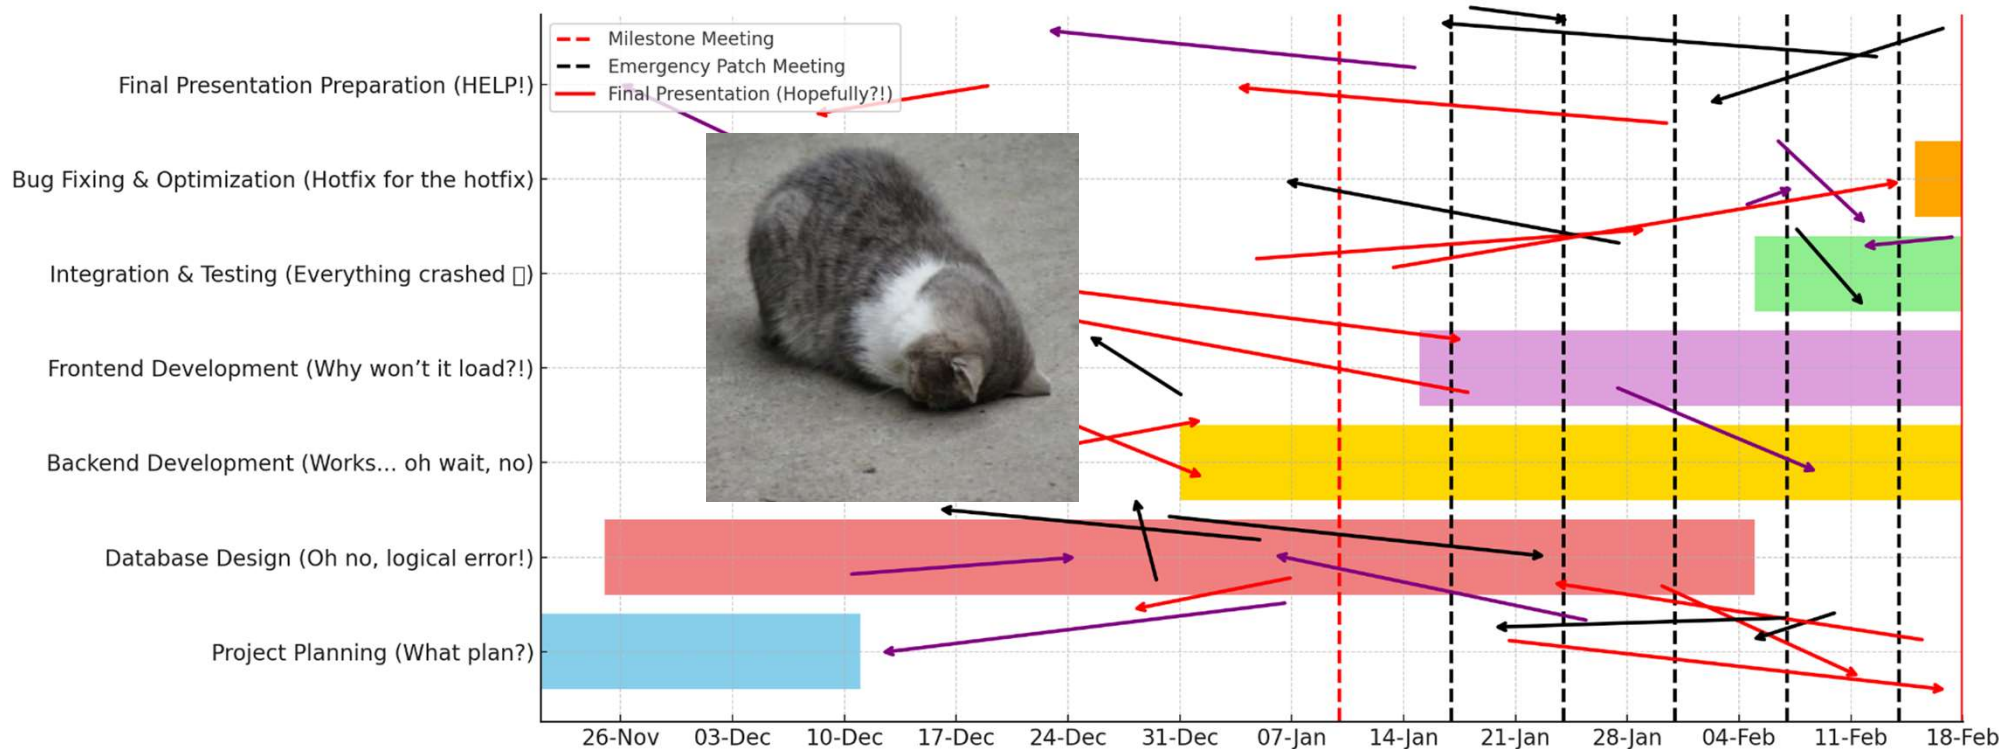 Milestone Meeting
Emergency Patch Meeting
Final Presentation (Hopefully?!)
Final Presentation Preparation (HELP!)
Bug Fixing & Optimization (Hotfix for the hotfix)
Integration & Testing (Everything crashed ▯)
Frontend Development (Why won’t it load?!)
Backend Development (Works... oh wait, no)
Database Design (Oh no, logical error!)
Project Planning (What plan?)
26-Nov 03-Dec 10-Dec 17-Dec 24-Dec 31-Dec 07-Jan 14-Jan 21-Jan 28-Jan 04-Feb 11-Feb 18-Feb